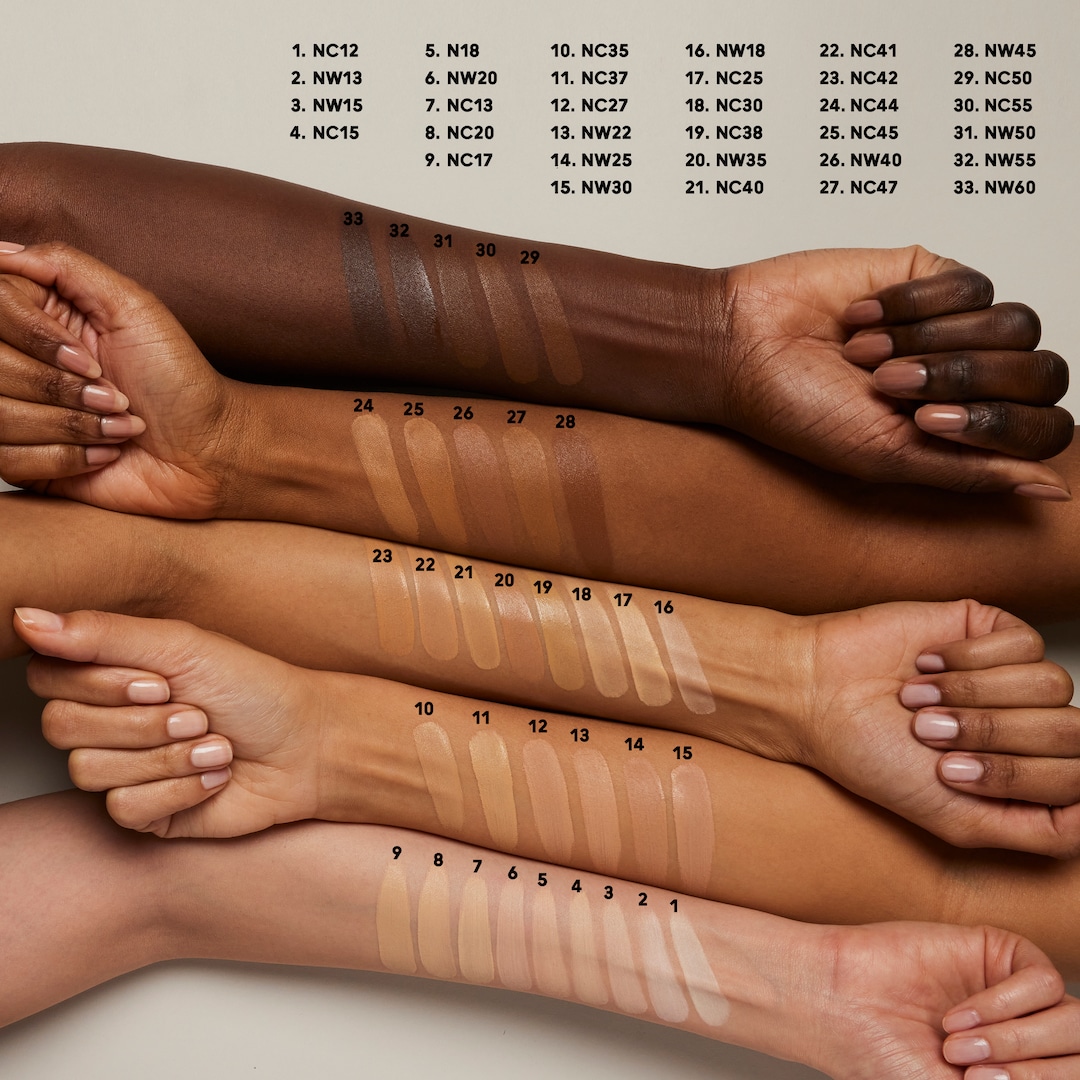 1. NC12
2. NW13
3. NW15
4. NC15
5. N18
6. NW20
7. NC13
8. NC20
9. NC17
10. NC35
11. NC37
12. NC27
13. NW22
14. NW25
15. NW30
16. NW18
17. NC25
18. NC30
19. NC38
20. NW35
21. NC40
22. NC41
23. NC42
24. NC44
25. NC45
26. NW40
27. NC47
28. NW45
29. NC50
30. NC55
31. NW50
32. NW55
33. NW60
33 32 31 30 29
24 25 26 27 28
23 22 21 20 19 18 17 16
10 11 12 13 14 15
9 8 7 6 5 4 3 2 1